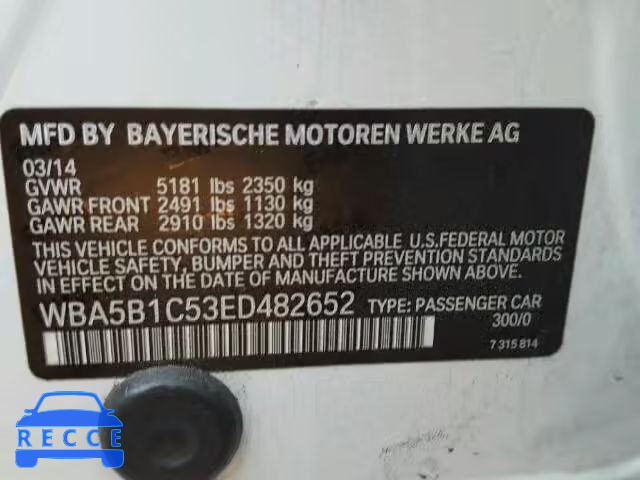 MFD BY BAYERISCHE MOTOREN WERKE AG
03/14
GVWR 5181 lbs 2350 kg
GAWR FRONT 2491 lbs 1130 kg
GAWR REAR 2910 lbs 1320 kg
THIS VEHICLE CONFORMS TO ALL APPLICABLE U.S.FEDERAL MOTOR
VEHICLE SAFETY, BUMPER AND THEFT PREVENTION STANDARDS
IN EFFECT ON THE DATE OF MANUFACTURE SHOWN ABOVE.
WBA5B1C53ED482652 TYPE: PASSENGER CAR
300/0
7 315 814
RECCE